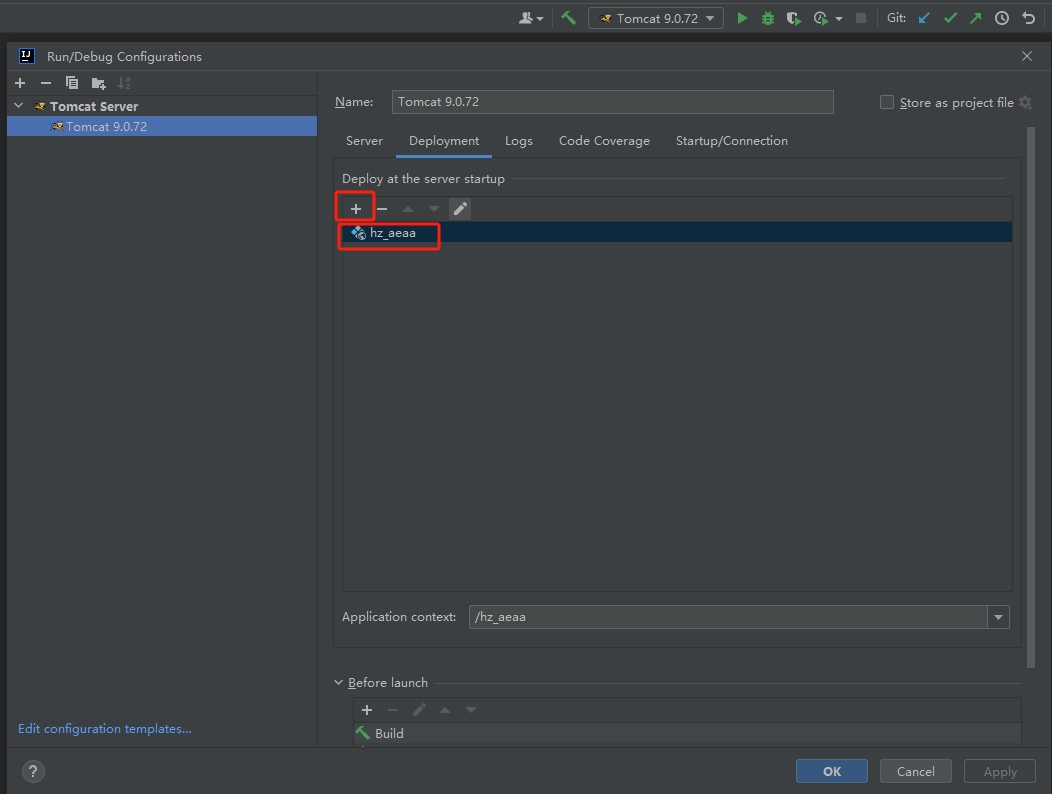 Tomcat 9.0.72
Git:
Run/Debug Configurations
Tomcat Server
Tomcat 9.0.72
Name:
Tomcat 9.0.72
Store as project file
Server
Deployment
Logs
Code Coverage
Startup/Connection
Deploy at the server startup
hz_aeaa
Application context:
/hz_aeaa
Before launch
Build
Edit configuration templates...
?
OK
Cancel
Apply